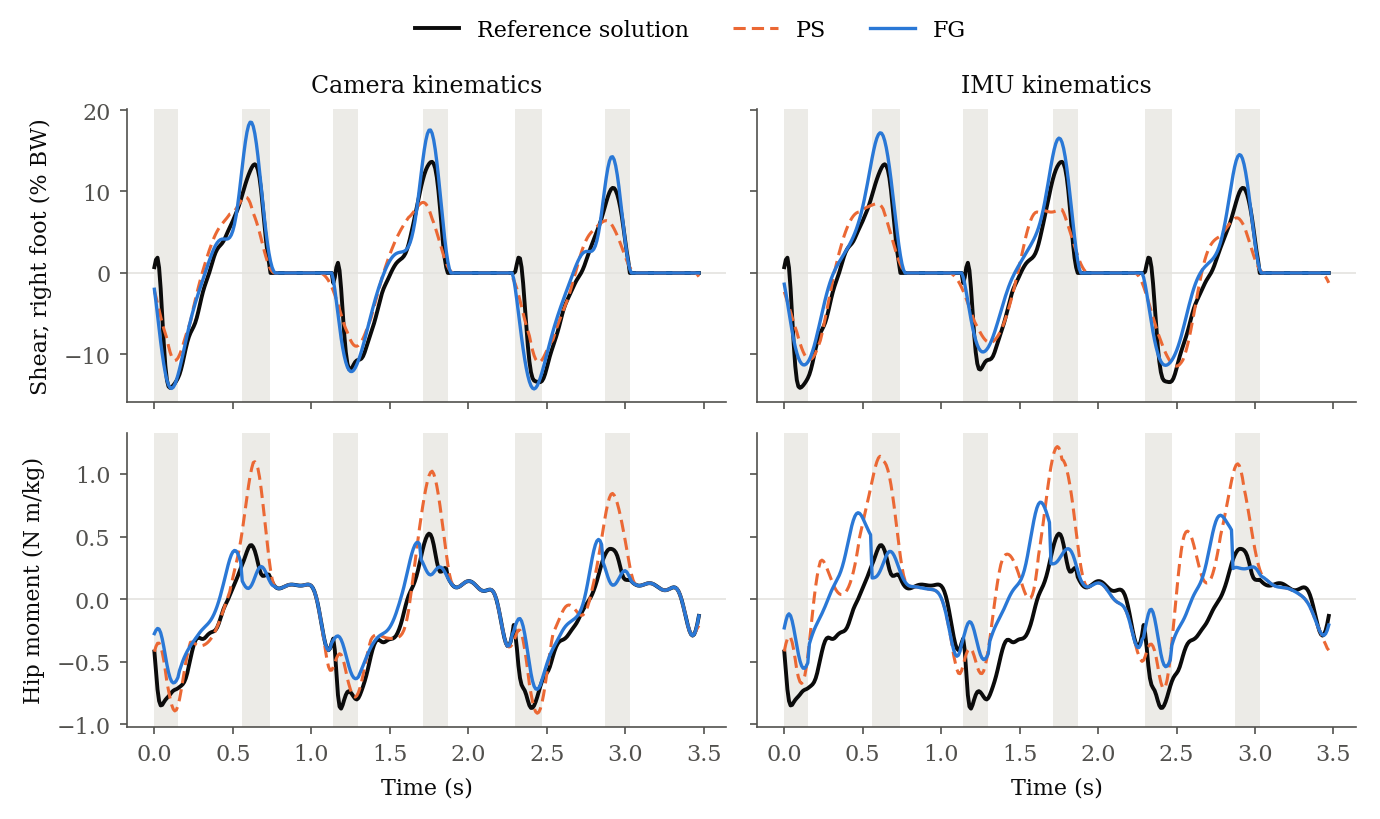 Reference solution PS FG
Camera kinematics IMU kinematics
Shear, right foot (% BW)
20
10
0
−10
Hip moment (N m/kg)
1.0
0.5
0.0
−0.5
−1.0
0.0 0.5 1.0 1.5 2.0 2.5 3.0 3.5 0.0 0.5 1.0 1.5 2.0 2.5 3.0 3.5
Time (s) Time (s)